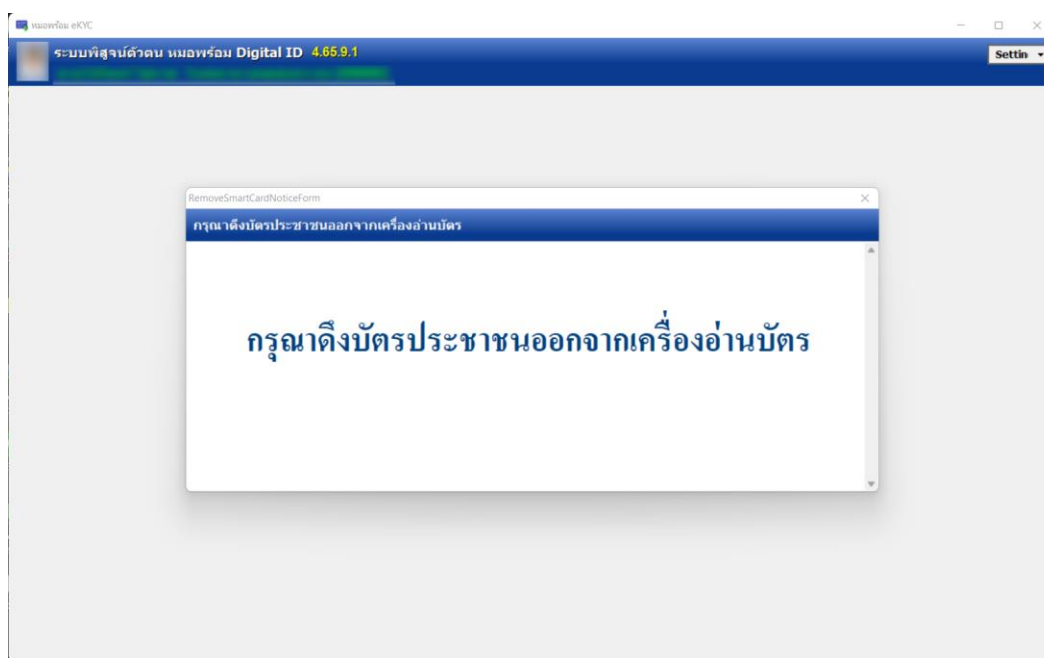 หมอพร้อม eKYC
ระบบพิสูจน์ตัวตน หมอพร้อม Digital ID 4.65.9.1
Settin
RemoveSmartCardNoticeForm
กรุณาดึงบัตรประชาชนออกจากเครื่องอ่านบัตร
กรุณาดึงบัตรประชาชนออกจากเครื่องอ่านบัตร